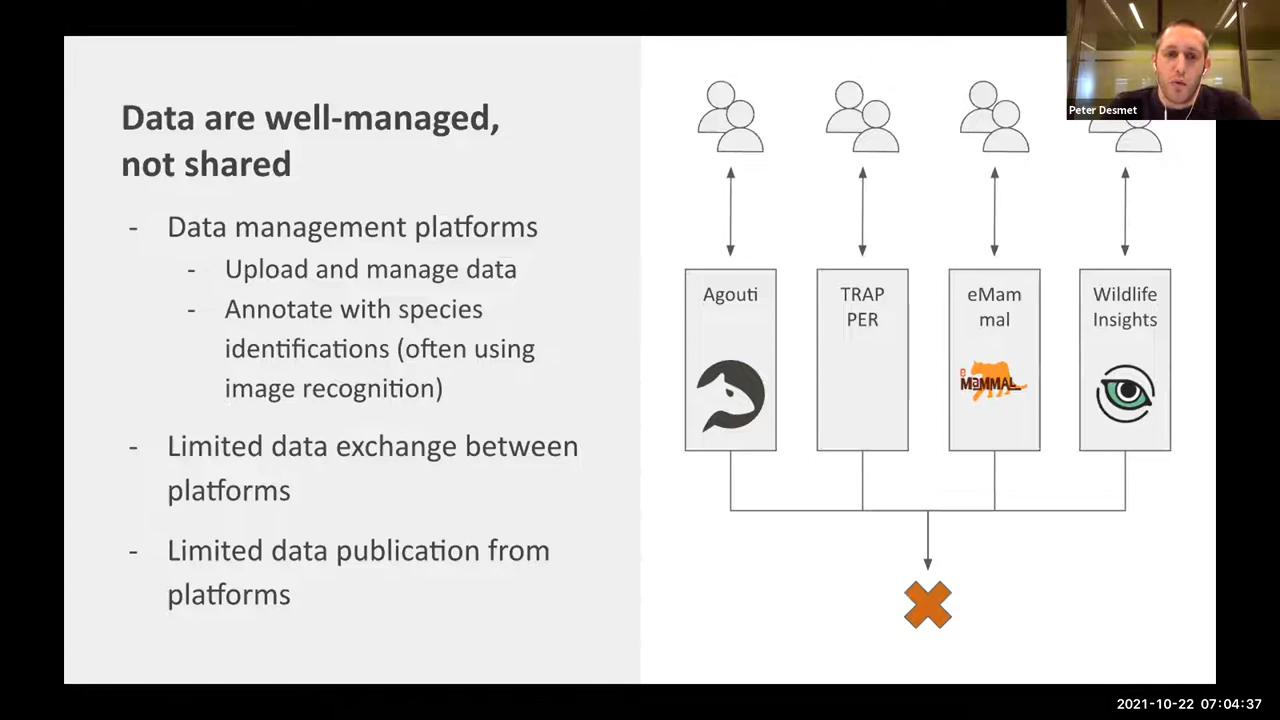 Peter Desmet
Data are well-managed,
not shared
- Data management platforms
- Upload and manage data
- Annotate with species
identifications (often using
image recognition)
- Limited data exchange between
platforms
- Limited data publication from
platforms
Agouti
TRAP
PER
eMam
mal
Wildlife
Insights
e
MaMMAL
2021-10-22 07:04:37